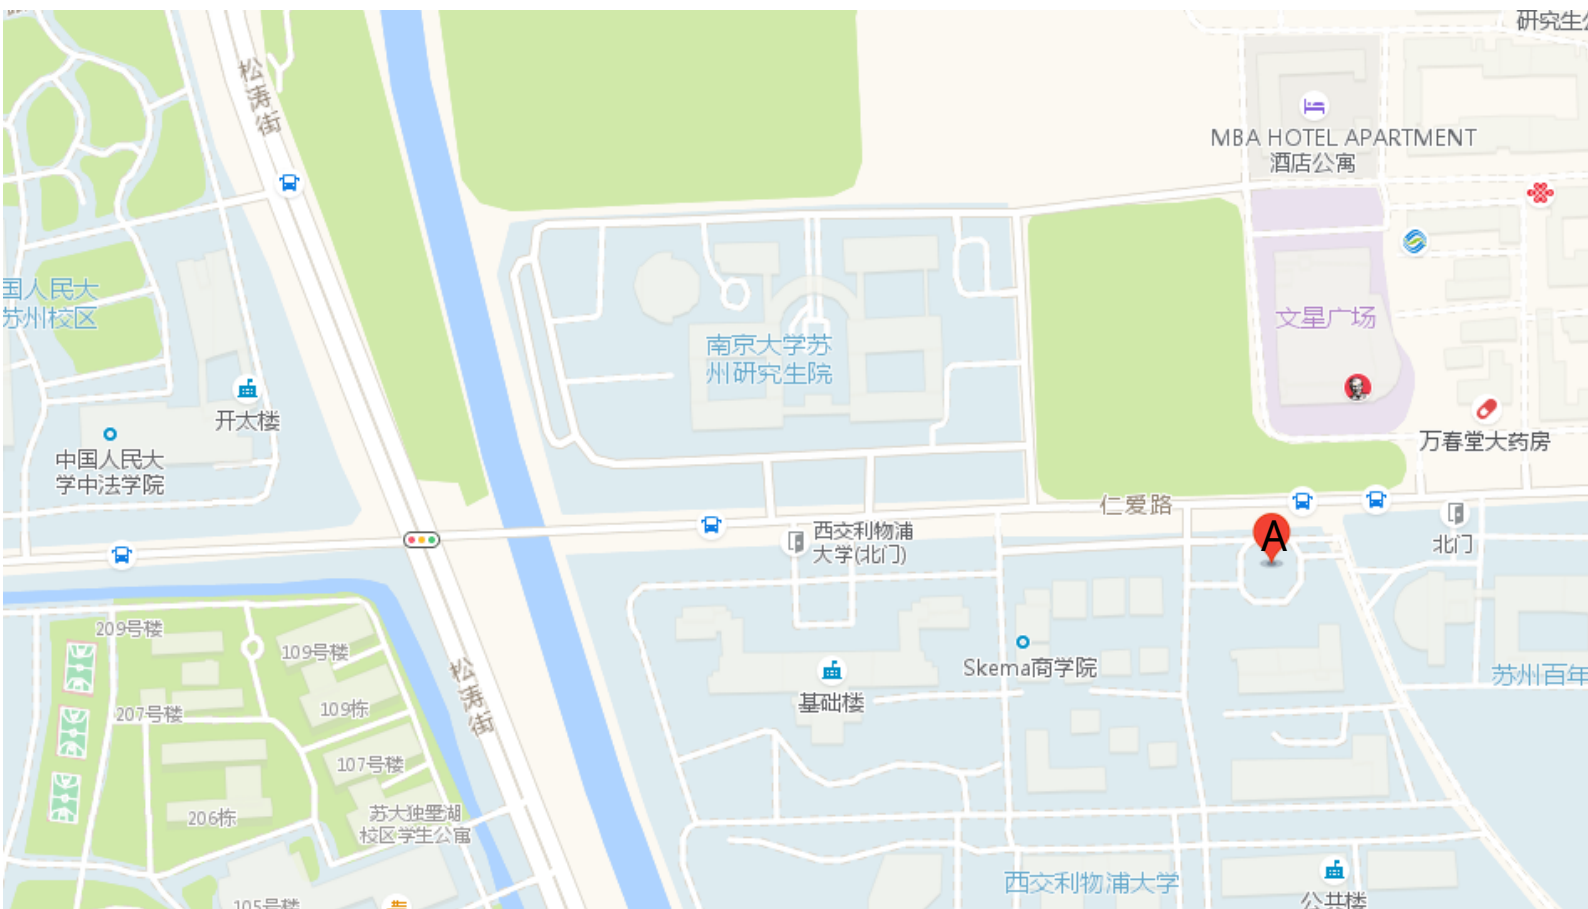 研究生公
松涛街
MBA HOTEL APARTMENT
酒店公寓
国人民大
苏州校区
文星广场
南京大学苏
州研究生院
开太楼
万春堂大药房
中国人民大
学中法学院
仁爱路
西交利物浦
大学(北门)
A
北门
209号楼
109号楼
Skema商学院
苏州百年
松涛街
基础楼
109栋
207号楼
107号楼
206栋
苏大独墅湖
校区学生公寓
西交利物浦大学
公共楼
105号楼